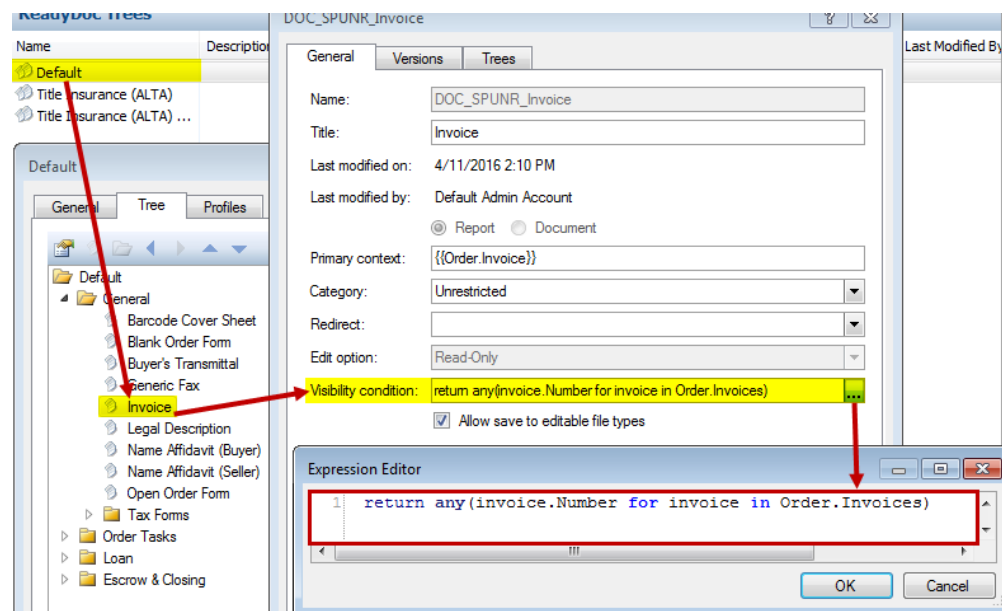 ReadyDoc Trees
Name Description
Default
Title Insurance (ALTA)
Title Insurance (ALTA) ...
Default
General Tree Profiles
Default
General
Barcode Cover Sheet
Blank Order Form
Buyer's Transmittal
Generic Fax
Invoice
Legal Description
Name Affidavit (Buyer)
Name Affidavit (Seller)
Open Order Form
Tax Forms
Order Tasks
Loan
Escrow & Closing
DOC_SPUNR_Invoice
General Versions Trees
Name: DOC_SPUNR_Invoice
Title: Invoice
Last modified on: 4/11/2016 2:10 PM
Last modified by: Default Admin Account
Report Document
Primary context: {{Order.Invoice}}
Category: Unrestricted
Redirect:
Edit option: Read-Only
Visibility condition: return any(invoice.Number for invoice in Order.Invoices) ...
Allow save to editable file types
Last Modified By
Expression Editor
1 return any(invoice.Number for invoice in Order.Invoices)
OK Cancel